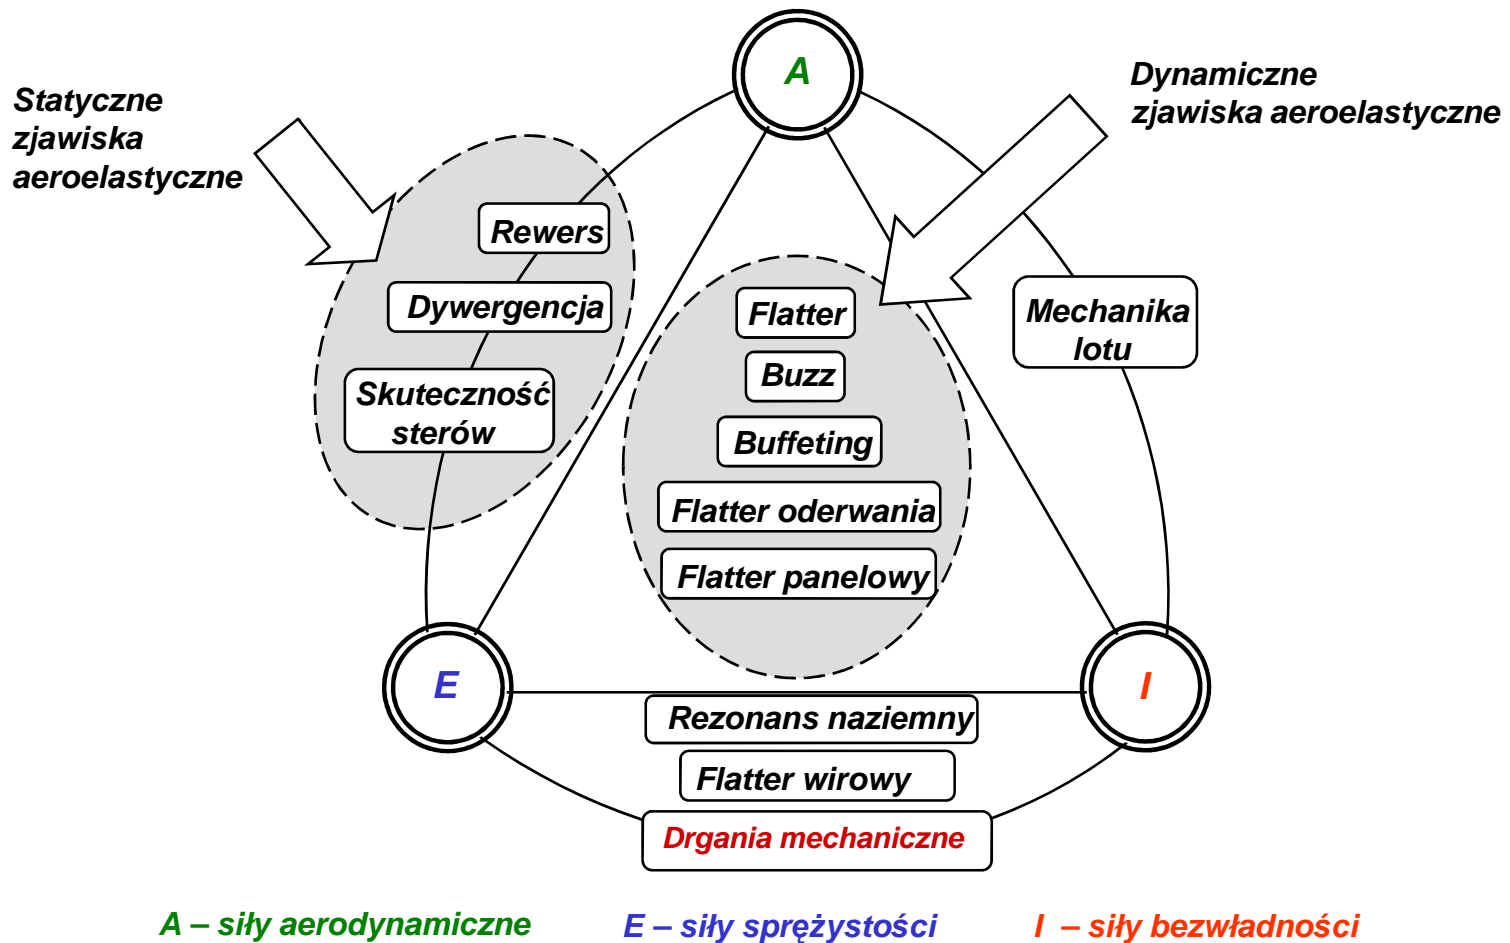 A
Statyczne
zjawiska
aeroelastyczne
Dynamiczne
zjawiska aeroelastyczne
Rewers
Dywergencja
Skuteczność
sterów
Flatter
Buzz
Buffeting
Flatter oderwania
Flatter panelowy
Mechanika
lotu
E
I
Rezonans naziemny
Flatter wirowy
Drgania mechaniczne
A – siły aerodynamiczne
E – siły sprężystości
I – siły bezwładności